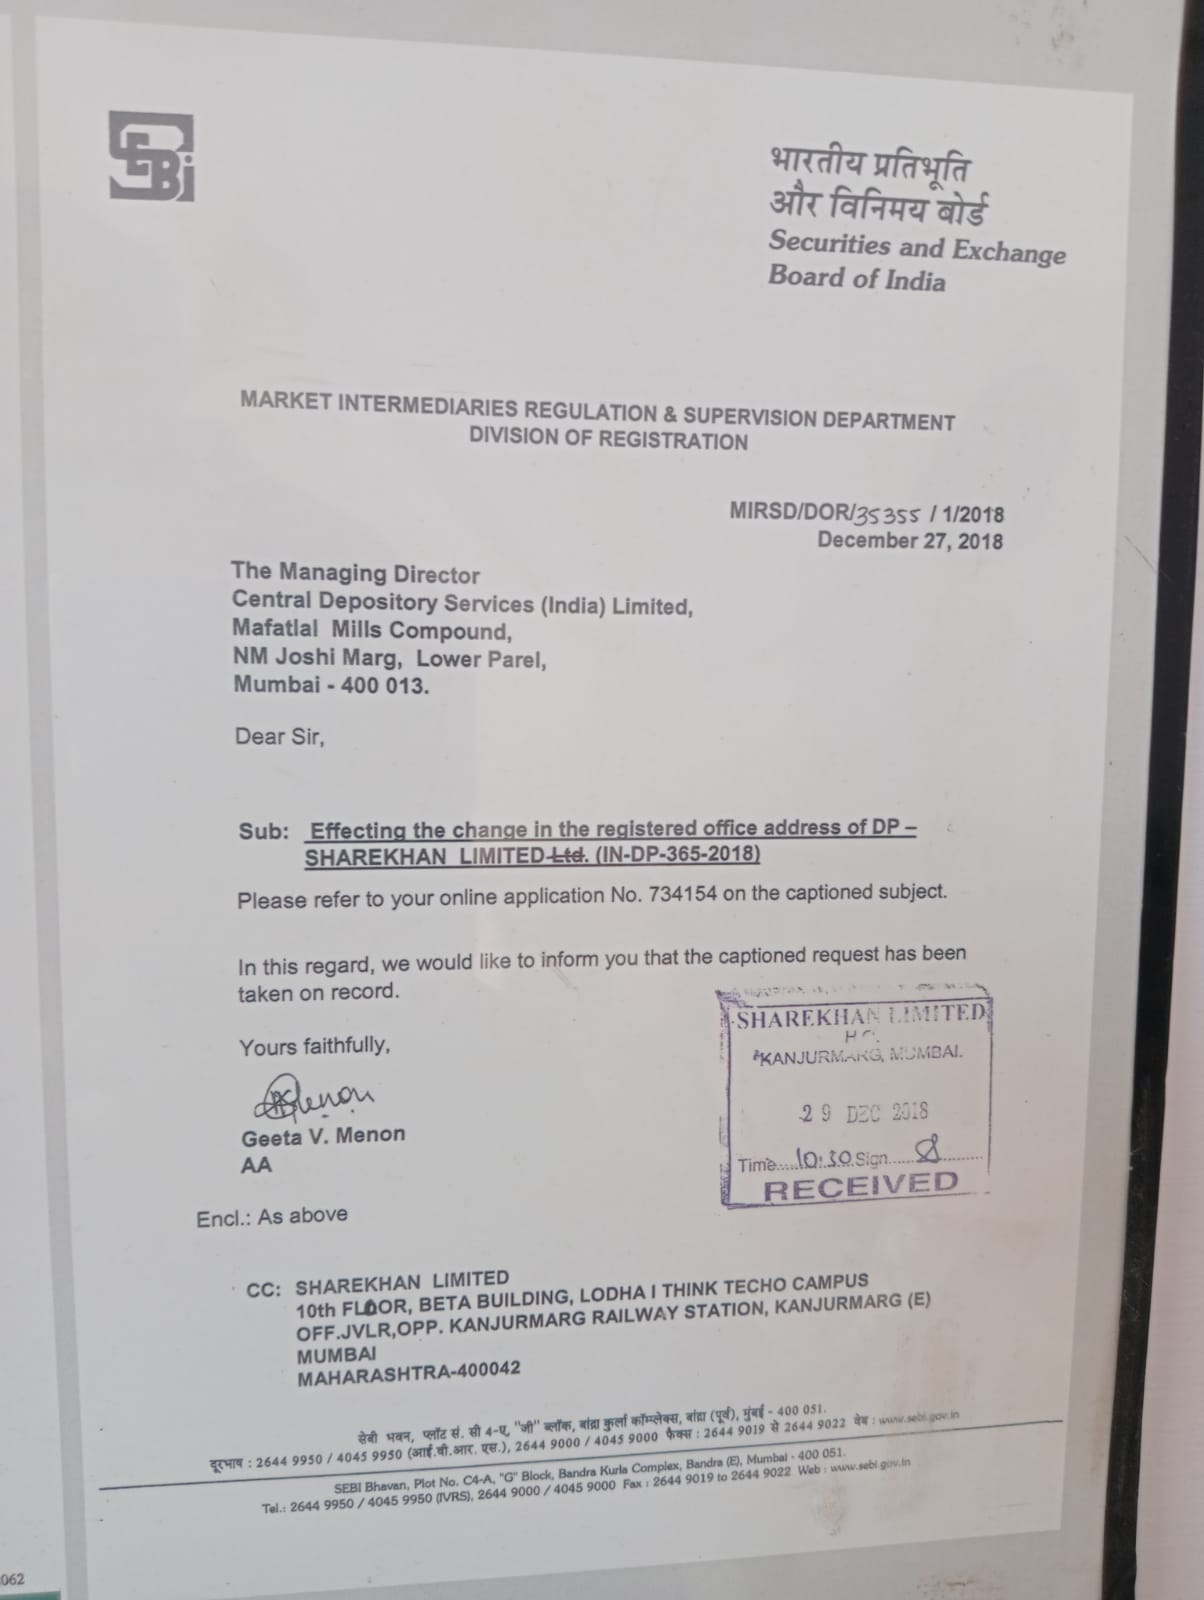 SEBi
भारतीय प्रतिभूति
और विनिमय बोर्ड
Securities and Exchange
Board of India
MARKET INTERMEDIARIES REGULATION & SUPERVISION DEPARTMENT
DIVISION OF REGISTRATION
MIRSD/DOR/35355 / 1/2018
December 27, 2018
The Managing Director
Central Depository Services (India) Limited,
Mafatlal Mills Compound,
NM Joshi Marg, Lower Parel,
Mumbai - 400 013.
Dear Sir,
Sub: Effecting the change in the registered office address of DP –
SHAREKHAN LIMITED Ltd. (IN-DP-365-2018)
Please refer to your online application No. 734154 on the captioned subject.
In this regard, we would like to inform you that the captioned request has been
taken on record.
Yours faithfully,
Menon
Geeta V. Menon
AA
Encl.: As above
SHAREKHAN LIMITED
KANJURMARG, MUMBAI.
29 DEC 2018
Time.....10:30.Sign..............
RECEIVED
CC: SHAREKHAN LIMITED
10th FLOOR, BETA BUILDING, LODHA I THINK TECHO CAMPUS
OFF.JVLR,OPP. KANJURMARG RAILWAY STATION, KANJURMARG (E)
MUMBAI
MAHARASHTRA-400042
सेबी भवन, प्लॉट सं. सी 4-ए, "जी" ब्लॉक, बांद्रा कुर्ला कॉम्प्लेक्स, बांद्रा (पूर्व), मुंबई - 400 051.
दूरभाष : 2644 9950 / 4045 9950 (आई.वी.आर. एस.), 2644 9000 / 4045 9000 फैक्स : 2644 9019 से 2644 9022 वेब : www.sebi.gov.in
SEBI Bhavan, Plot No. C4-A, "G" Block, Bandra Kurla Complex, Bandra (E), Mumbai - 400 051.
Tel.: 2644 9950 / 4045 9950 (IVRS), 2644 9000 / 4045 9000 Fax : 2644 9019 to 2644 9022 Web : www.sebi.gov.in
062